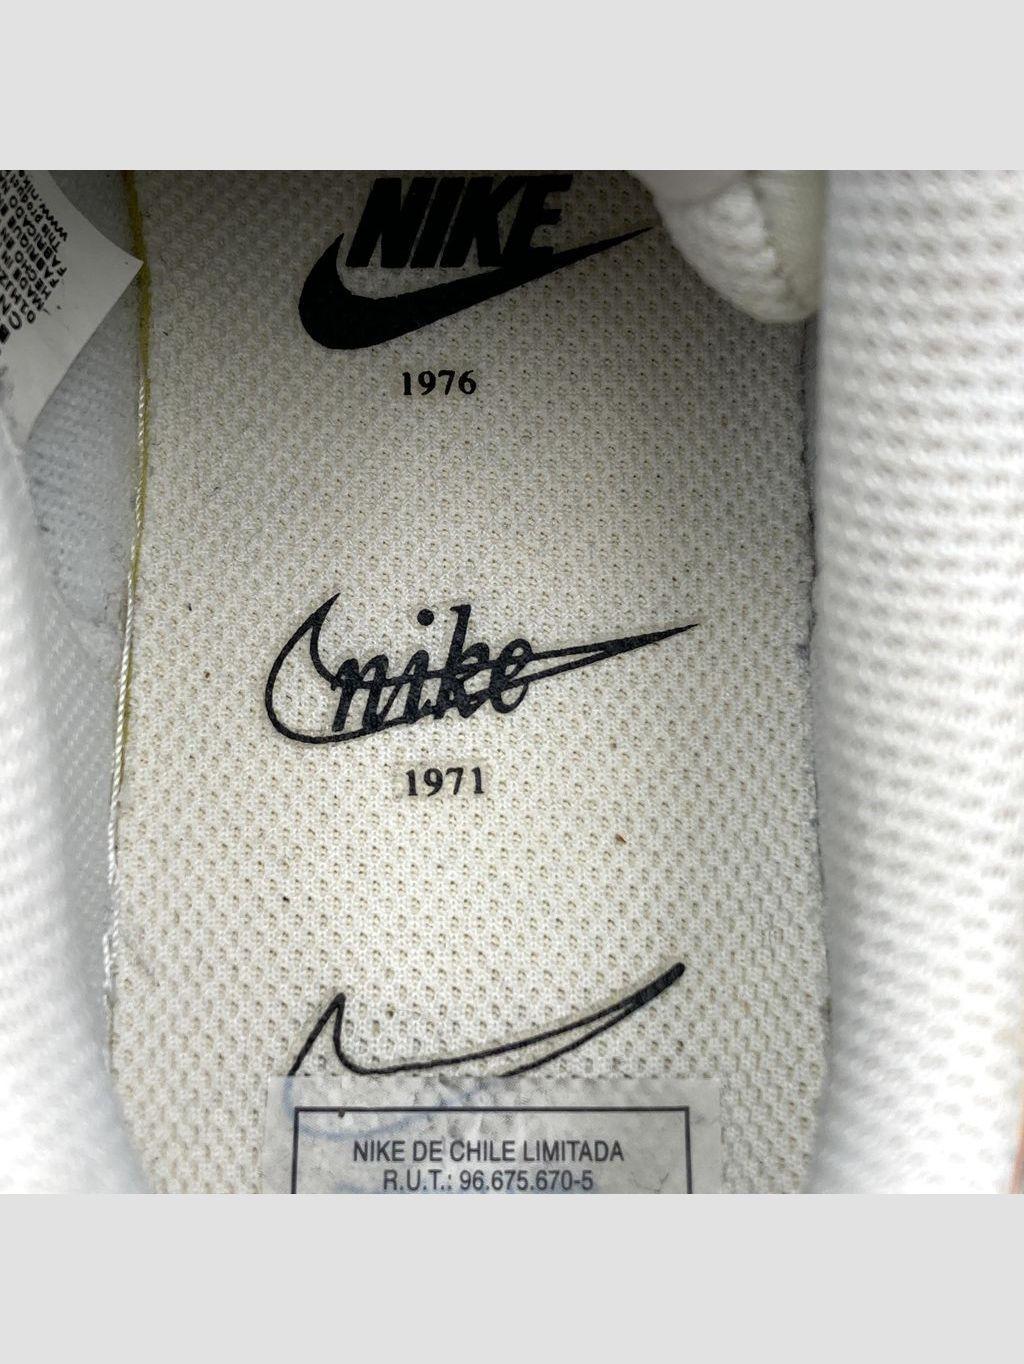 NIKE
1976
nike
1971
NIKE DE CHILE LIMITADA
R.U.T.: 96.675.670-5